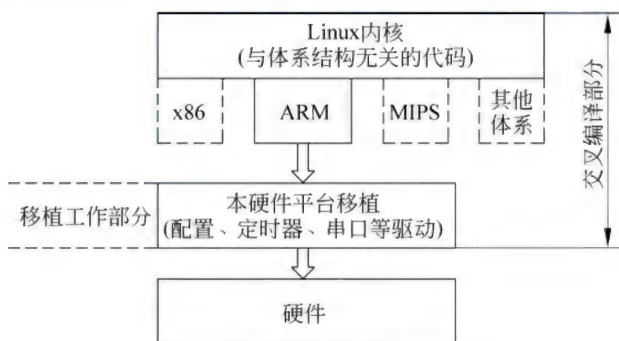 Linux内核
(与体系结构无关的代码)
x86
ARM
MIPS
其他
体系
交叉编译部分
移植工作部分
本硬件平台移植
(配置、定时器、串口等驱动)
硬件